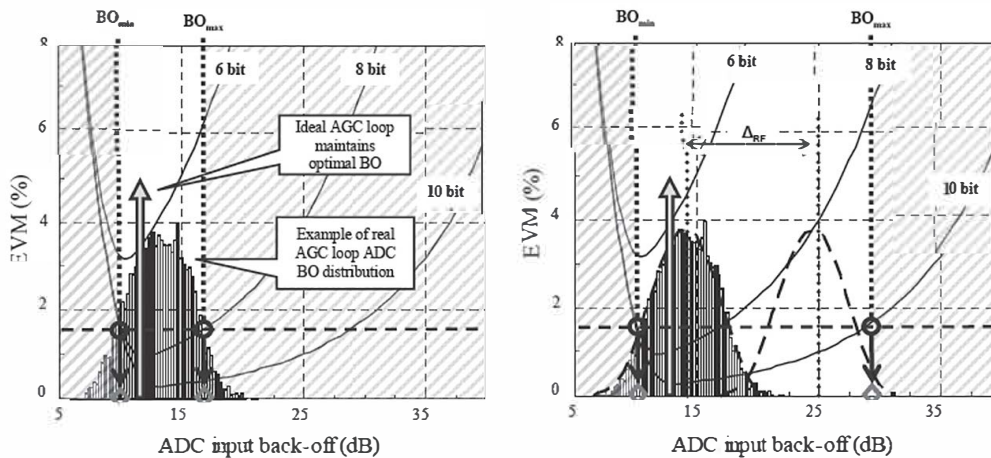 BOmin
BOmax
8
6
4
2
0
EVM (%)
6 bit
8 bit
10 bit
Ideal AGC loop
maintains
optimal BO
Example of real
AGC loop ADC
BO distribution
5
15
25
35
ADC input back-off (dB)
BOmin
BOmax
8
6
4
2
0
EVM (%)
6 bit
8 bit
10 bit
ΔRF
5
15
25
35
ADC input back-off (dB)